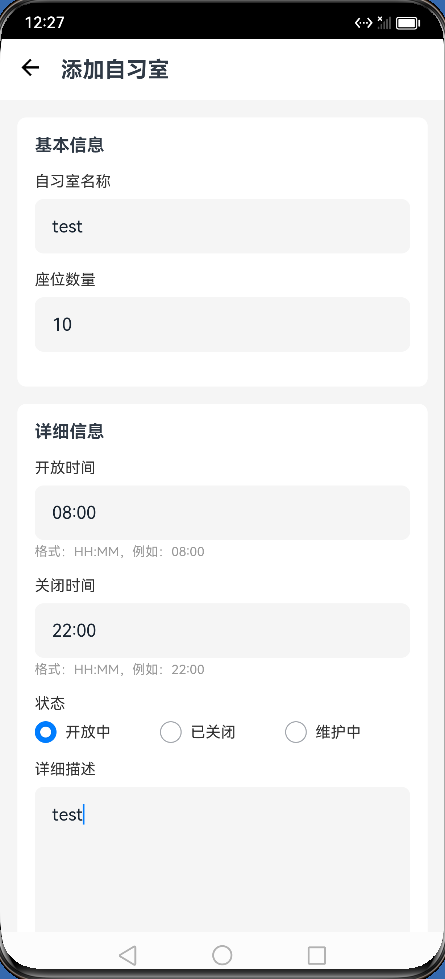 12:27
添加自习室
基本信息
自习室名称
test
座位数量
10
详细信息
开放时间
08:00
格式：HH:MM，例如：08:00
关闭时间
22:00
格式：HH:MM，例如：22:00
状态
开放中 已关闭 维护中
详细描述
test